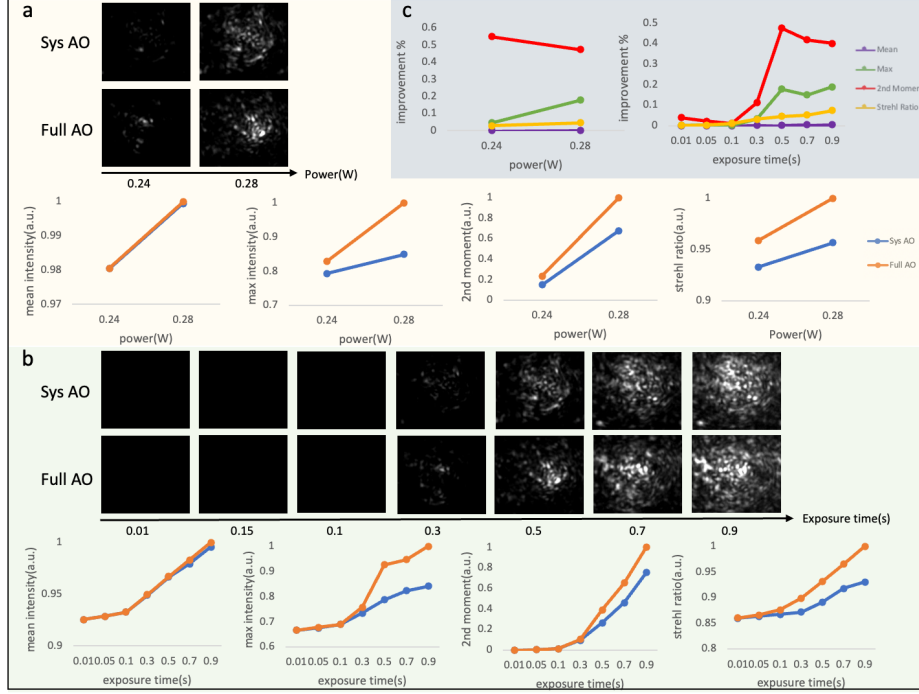 a
Sys AO
Full AO
0.24 0.28 Power(W)
mean intensity(a.u.)
1
0.99
0.98
0.97
0.24 0.28
power(W)
max intensity(a.u.)
1
0.9
0.8
0.7
0.24 0.28
power(W)
2nd moment(a.u.)
1
0.8
0.6
0.4
0.2
0
0.24 0.28
power(W)
strehl ratio(a.u.)
1
0.95
0.9
0.24 0.28
Power(W)
Sys AO
Full AO
c
improvement %
0.6
0.5
0.4
0.3
0.2
0.1
0
0.24 0.28
power(W)
improvement %
0.5
0.4
0.3
0.2
0.1
0
0.01 0.05 0.1 0.3 0.5 0.7 0.9
exposure time(s)
Mean
Max
2nd Moment
Strehl Ratio
b
Sys AO
Full AO
0.01 0.15 0.1 0.3 0.5 0.7 0.9 Exposure time(s)
mean intensity(a.u.)
1
0.95
0.9
0.010.05 0.1 0.3 0.5 0.7 0.9
exposure time(s)
max intensity(a.u.)
1
0.9
0.8
0.7
0.6
0.010.05 0.1 0.3 0.5 0.7 0.9
exposure time(s)
2nd moment(a.u.)
1
0.8
0.6
0.4
0.2
0
0.010.05 0.1 0.3 0.5 0.7 0.9
expusure time(s)
strehl ratio(a.u.)
1
0.95
0.9
0.85
0.8
0.010.05 0.1 0.3 0.5 0.7 0.9
exposure time(s)